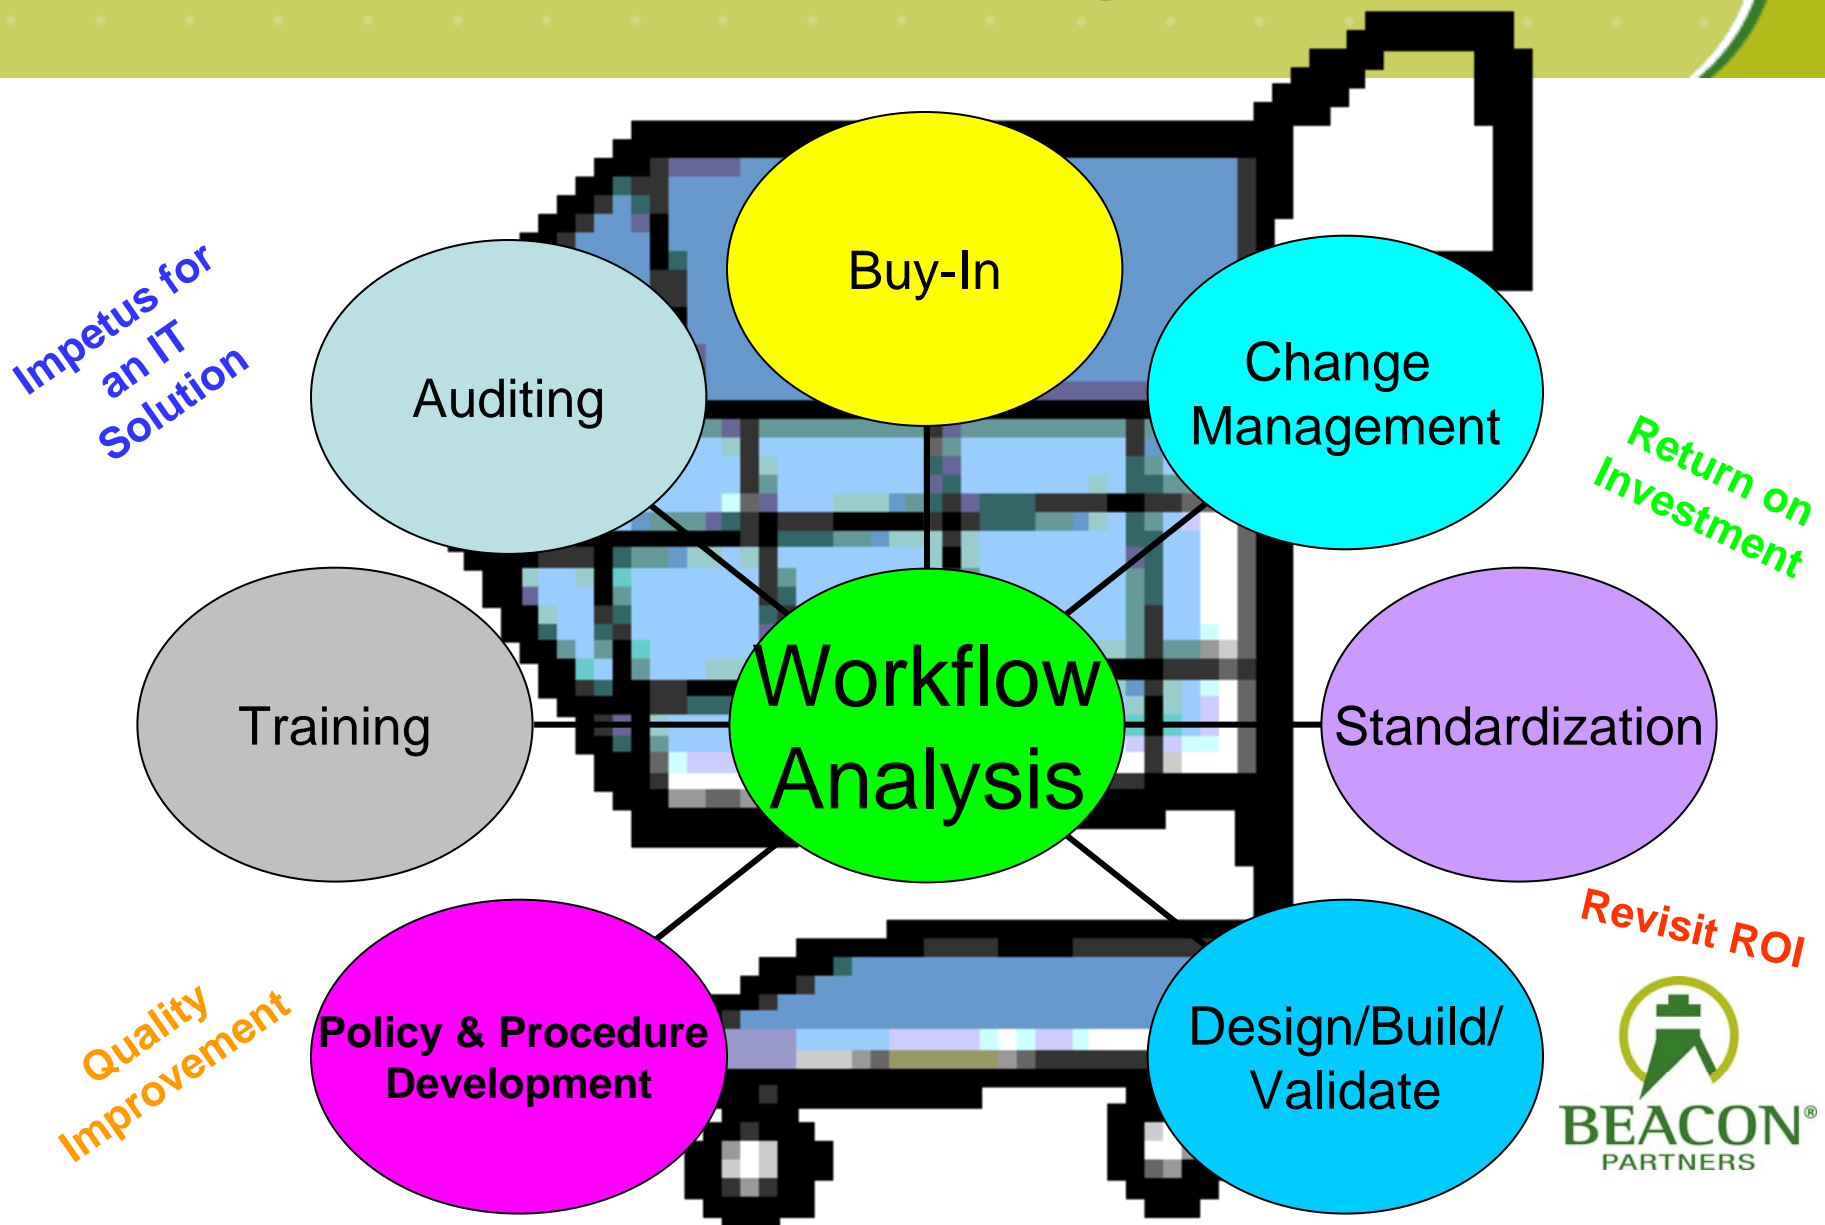 Buy-In
Impetus for
an IT
Solution
Auditing
Change
Management
Return on
Investment
Training
Workflow
Analysis
Standardization
Revisit ROI
Quality
Improvement
Policy & Procedure
Development
Design/Build/
Validate
BEACON®
PARTNERS